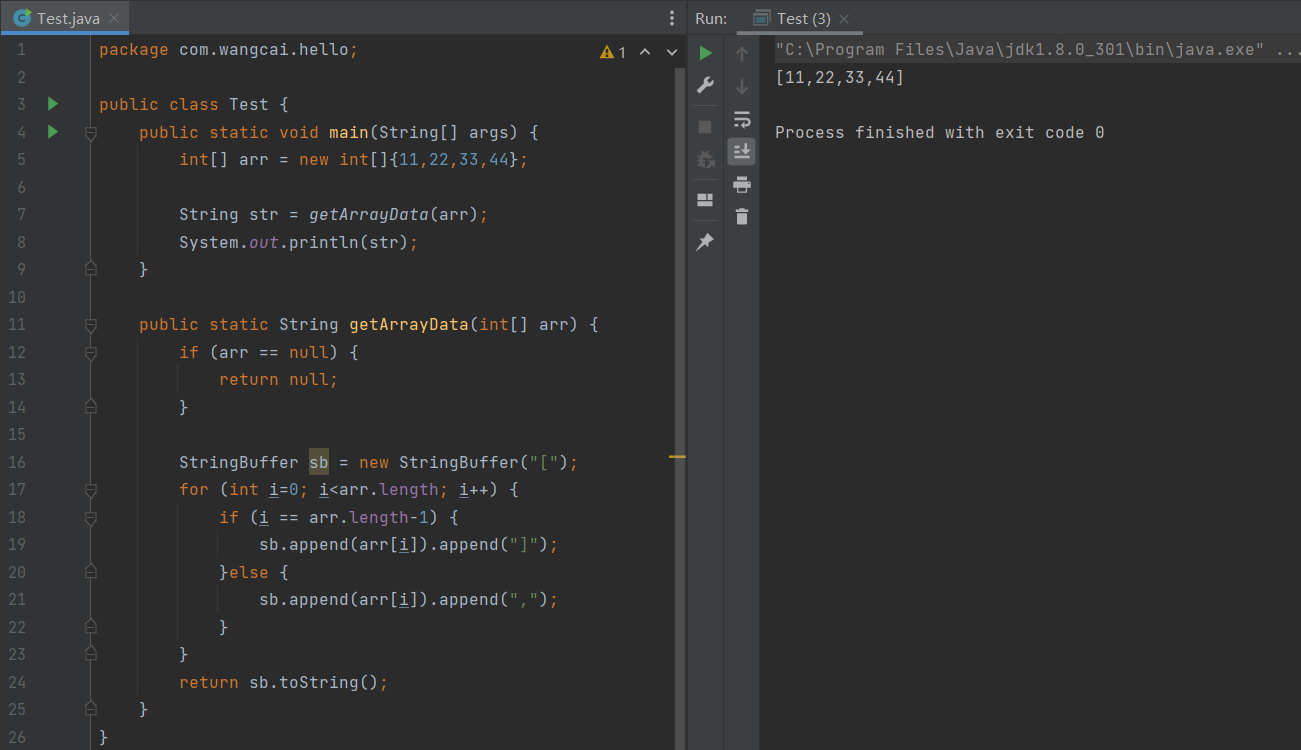 Test.java
1 package com.wangcai.hello;
1
2
3 public class Test {
4     public static void main(String[] args) {
5         int[] arr = new int[]{11,22,33,44};
6
7         String str = getArrayData(arr);
8         System.out.println(str);
9     }
10
11     public static String getArrayData(int[] arr) {
12         if (arr == null) {
13             return null;
14         }
15
16         StringBuffer sb = new StringBuffer("[");
17         for (int i=0; i<arr.length; i++) {
18             if (i == arr.length-1) {
19                 sb.append(arr[i]).append("]");
20             }else {
21                 sb.append(arr[i]).append(",");
22             }
23         }
24         return sb.toString();
25     }
26 }
Run: Test (3)
"C:\Program Files\Java\jdk1.8.0_301\bin\java.exe" ...
[11,22,33,44]
Process finished with exit code 0